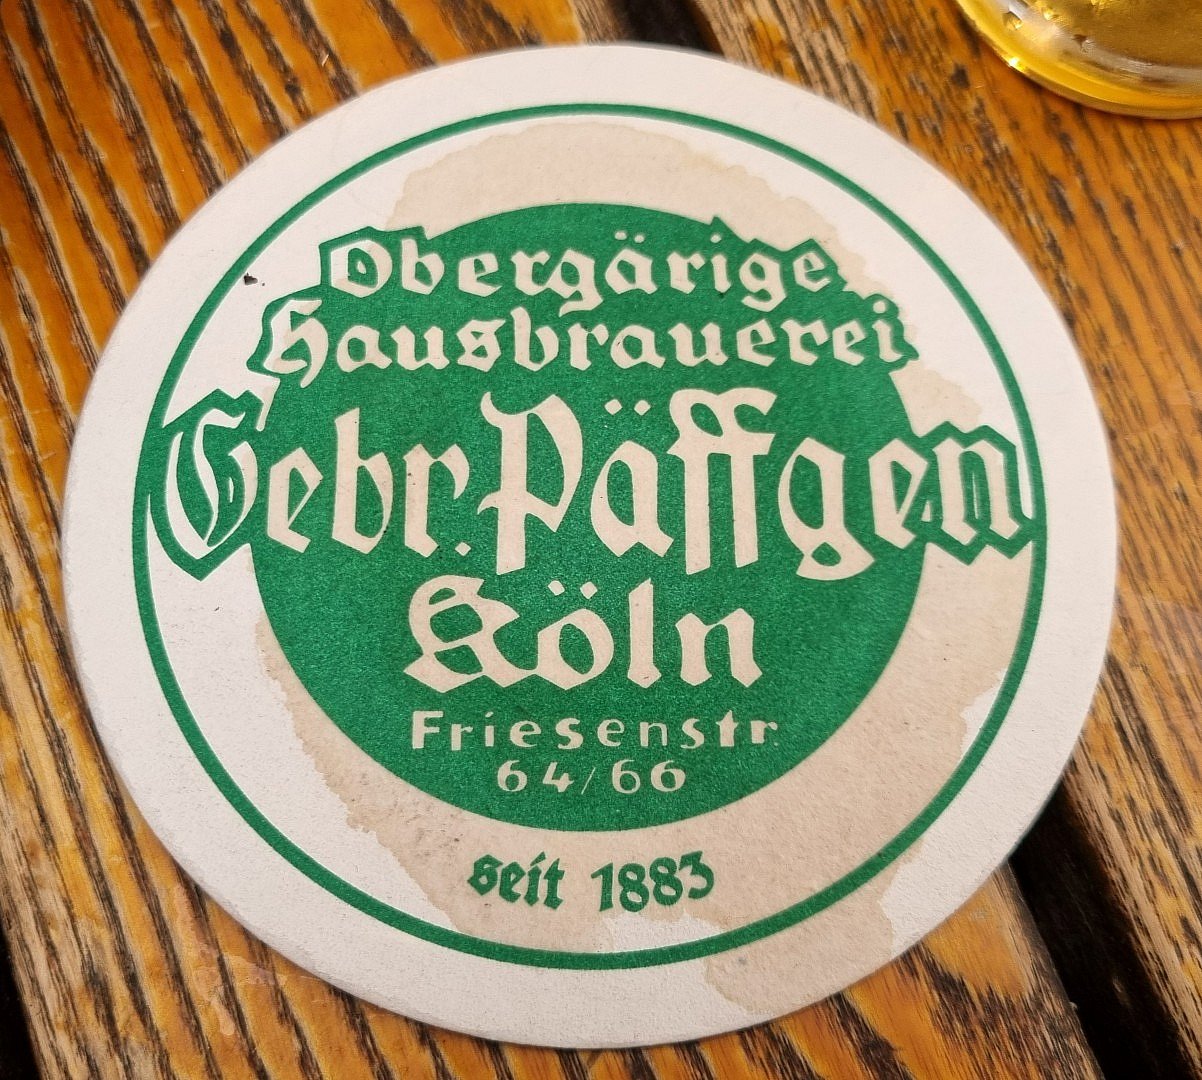 Obergärige
Hausbrauerei
Gebr. Päffgen
Köln
Friesenstr.
64/66
seit 1883